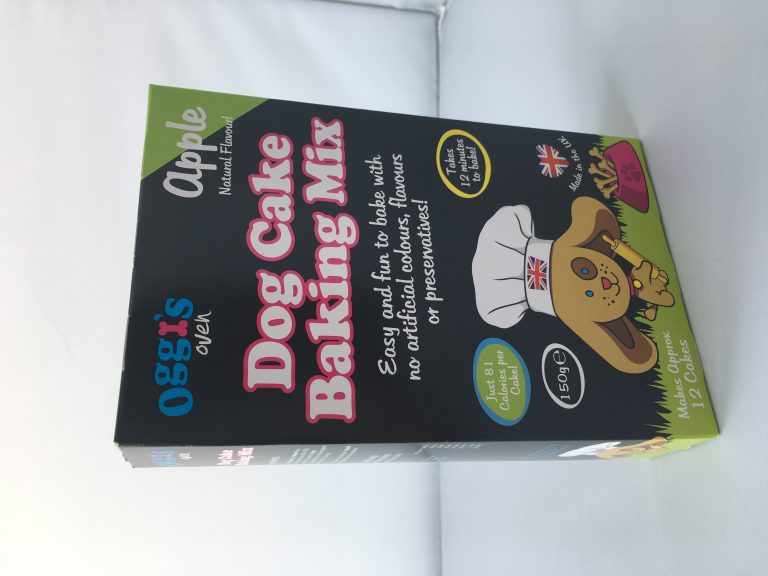 oggi's
oven
Apple
Natural Flavour!
Dog Cake
Baking Mix
Easy and fun to bake with
no artificial colours, flavours
or preservatives!
Takes
12 minutes
to bake!
Just 81
Calories per
Cake!
150g℮
Made in the UK
Makes Approx
12 Cakes